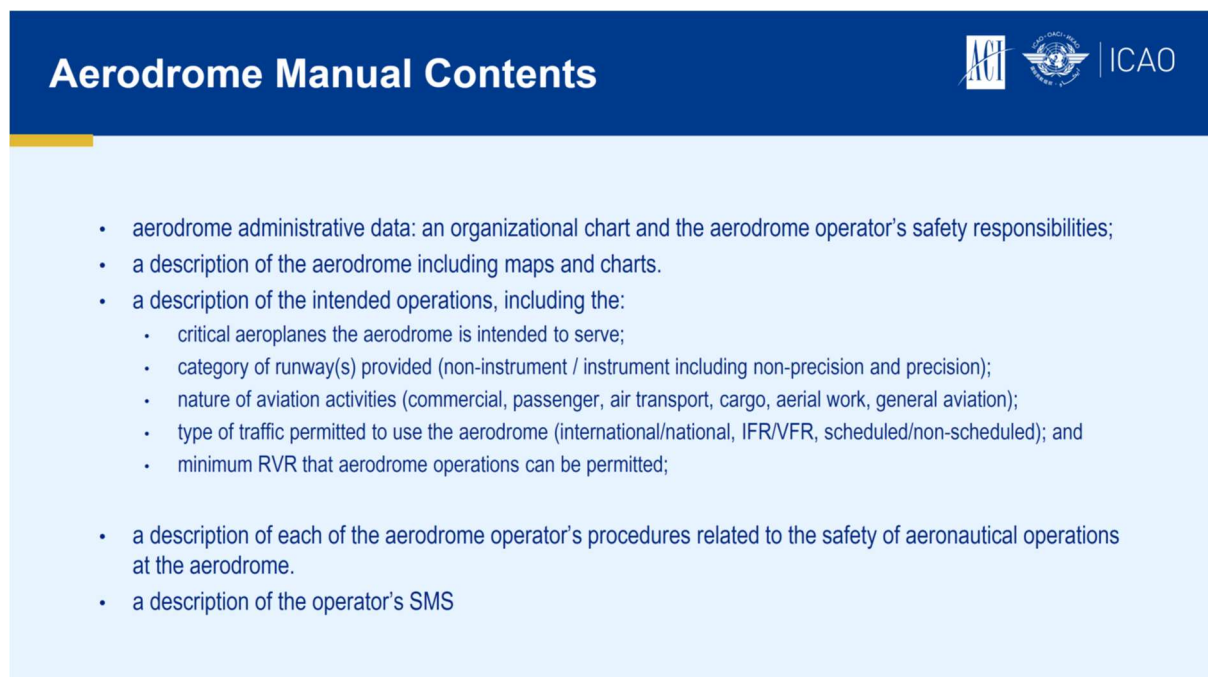 Aerodrome Manual Contents
ACI
ICAO
• aerodrome administrative data: an organizational chart and the aerodrome operator’s safety responsibilities;
• a description of the aerodrome including maps and charts.
• a description of the intended operations, including the:
• critical aeroplanes the aerodrome is intended to serve;
• category of runway(s) provided (non-instrument / instrument including non-precision and precision);
• nature of aviation activities (commercial, passenger, air transport, cargo, aerial work, general aviation);
• type of traffic permitted to use the aerodrome (international/national, IFR/VFR, scheduled/non-scheduled); and
• minimum RVR that aerodrome operations can be permitted;
• a description of each of the aerodrome operator’s procedures related to the safety of aeronautical operations
at the aerodrome.
• a description of the operator’s SMS